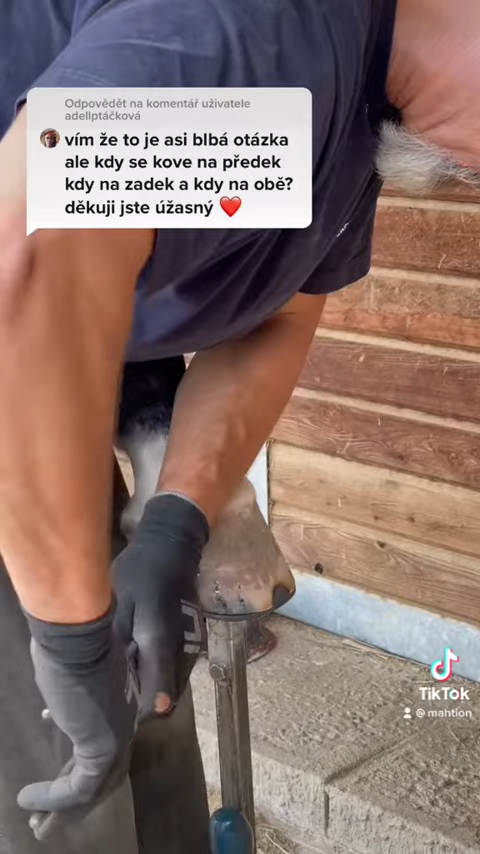 Odpovědět na komentář uživatele
adellptáčková
vím že to je asi blbá otázka
ale kdy se kove na předek
kdy na zadek a kdy na obě?
děkuji jste úžasný ❤️
TikTok
@mahtion